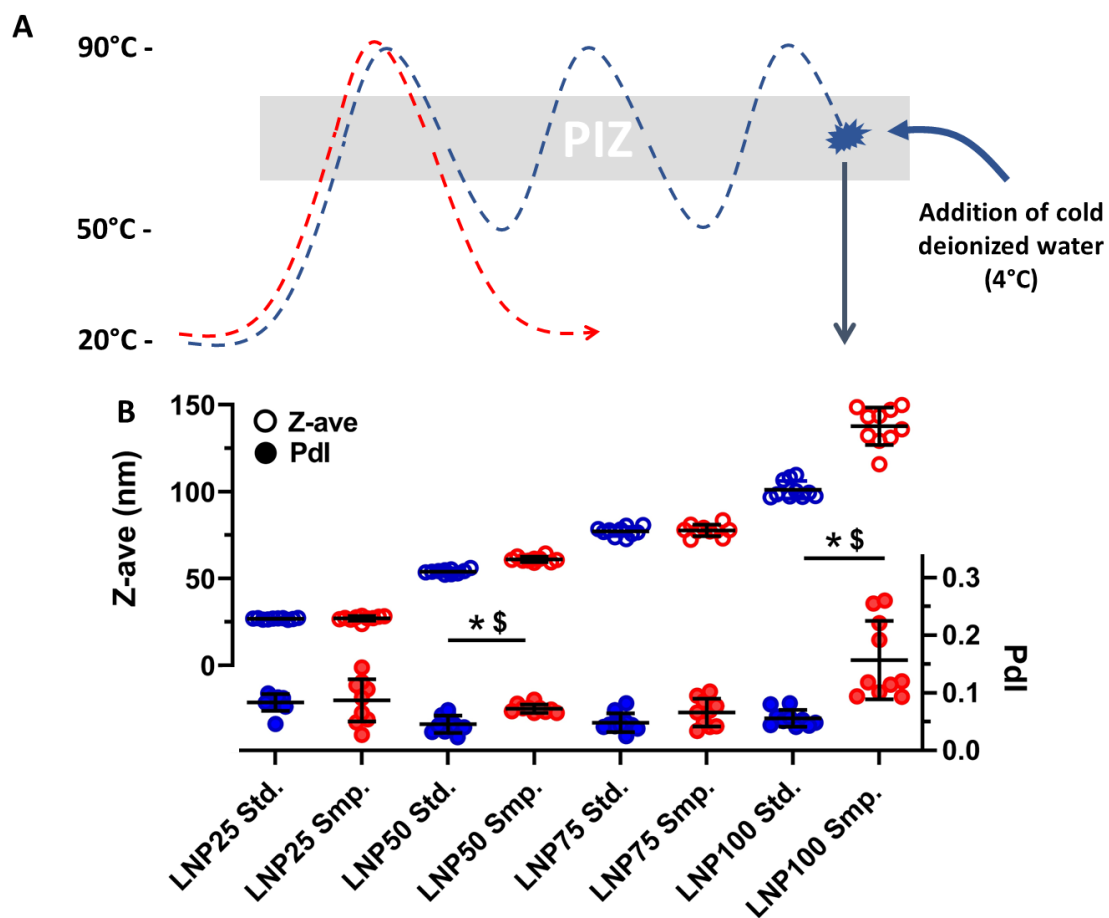 A
90°C -
PIZ
50°C -
Addition of cold
deionized water
(4°C)
20°C -
B
Z-ave
PdI
Z-ave (nm)
150
100
50
0
* $
* $
0.3
0.2
0.1
0.0
PdI
LNP25 Std.
LNP25 Smp.
LNP50 Std.
LNP50 Smp.
LNP75 Std.
LNP75 Smp.
LNP100 Std.
LNP100 Smp.